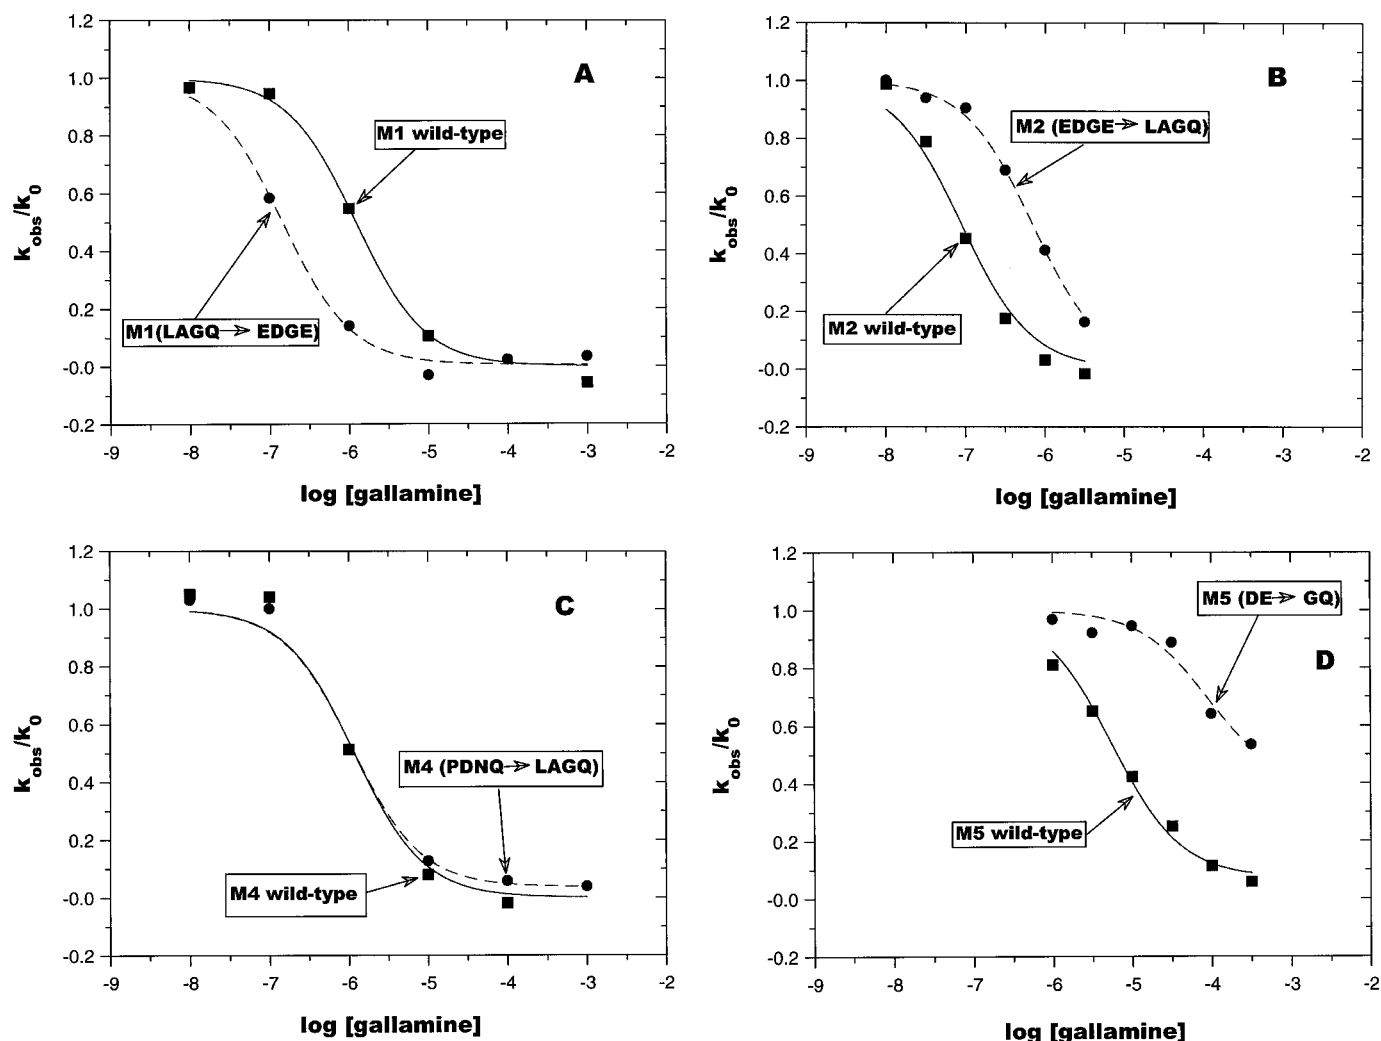 1.2
1.0
0.8
0.6
0.4
0.2
-0.0
-0.2
-9 -8 -7 -6 -5 -4 -3 -2
k_obs/k_0
log [gallamine]
A
M1 wild-type
M1(LAGQ→ EDGE)
1.2
1.0
0.8
0.6
0.4
0.2
-0.0
-0.2
-9 -8 -7 -6 -5 -4 -3 -2
k_obs/k_0
log [gallamine]
B
M2 (EDGE→ LAGQ)
M2 wild-type
1.2
1.0
0.8
0.6
0.4
0.2
-0.0
-0.2
-9 -8 -7 -6 -5 -4 -3 -2
k_obs/k_0
log [gallamine]
C
M4 (PDNQ→ LAGQ)
M4 wild-type
1.2
1.0
0.8
0.6
0.4
0.2
-0.0
-0.2
-9 -8 -7 -6 -5 -4 -3 -2
k_obs/k_0
log [gallamine]
M5 (DE→ GQ)
D
M5 wild-type